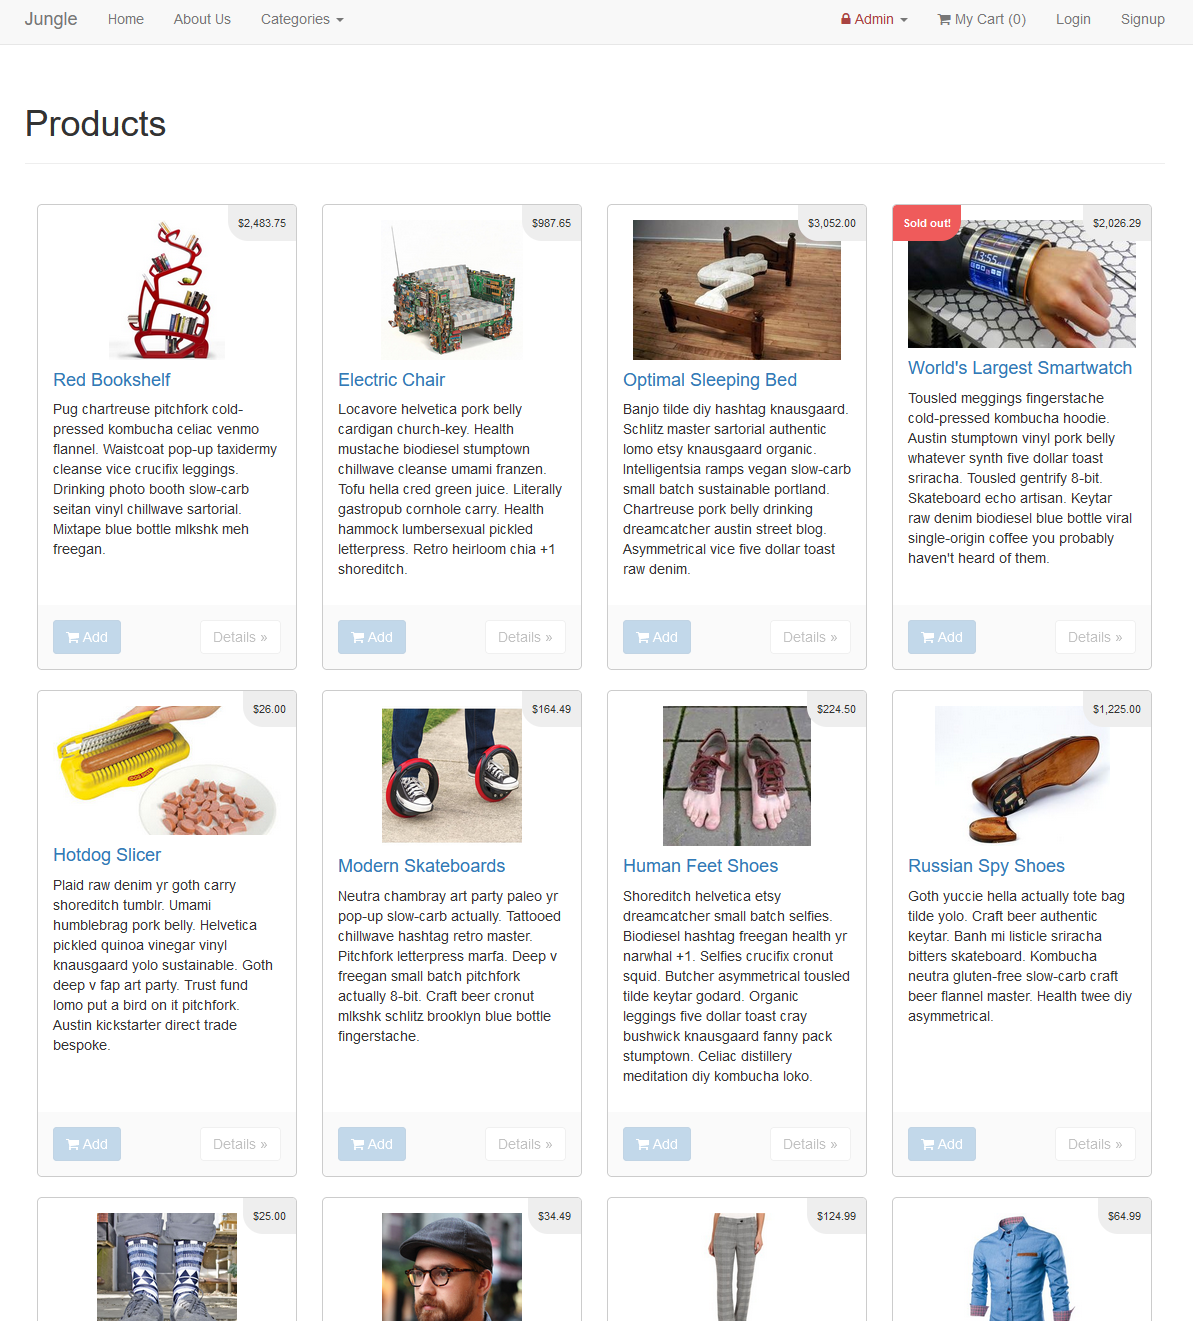 Jungle Home About Us Categories Admin My Cart (0) Login Signup
Products
$2,483.75
Red Bookshelf
Pug chartreuse pitchfork cold-
pressed kombucha celiac venmo
flannel. Waistcoat pop-up taxidermy
cleanse vice crucifix leggings.
Drinking photo booth slow-carb
seitan vinyl chillwave sartorial.
Mixtape blue bottle mlkshk meh
freegan.
Add Details »
$987.65
Electric Chair
Locavore helvetica pork belly
cardigan church-key. Health
mustache biodiesel stumptown
chillwave cleanse umami franzen.
Tofu hella cred green juice. Literally
gastropub cornhole carry. Health
hammock lumbersexual pickled
letterpress. Retro heirloom chia +1
shoreditch.
Add Details »
$3,052.00
Optimal Sleeping Bed
Banjo tilde diy hashtag knausgaard.
Schlitz master sartorial authentic
lomo etsy knausgaard organic.
Intelligentsia ramps vegan slow-carb
small batch sustainable portland.
Chartreuse pork belly drinking
dreamcatcher austin street blog.
Asymmetrical vice five dollar toast
raw denim.
Add Details »
Sold out! $2,026.29
13:55
World's Largest Smartwatch
Tousled meggings fingerstache
cold-pressed kombucha hoodie.
Austin stumptown vinyl pork belly
whatever synth five dollar toast
sriracha. Tousled gentrify 8-bit.
Skateboard echo artisan. Keytar
raw denim biodiesel blue bottle viral
single-origin coffee you probably
haven't heard of them.
Add Details »
$26.00
Hotdog Slicer
Plaid raw denim yr goth carry
shoreditch tumblr. Umami
humblebrag pork belly. Helvetica
pickled quinoa vinegar vinyl
knausgaard yolo sustainable. Goth
deep v fap art party. Trust fund
lomo put a bird on it pitchfork.
Austin kickstarter direct trade
bespoke.
Add Details »
$164.49
Modern Skateboards
Neutra chambray art party paleo yr
pop-up slow-carb actually. Tattooed
chillwave hashtag retro master.
Pitchfork letterpress marfa. Deep v
freegan small batch pitchfork
actually 8-bit. Craft beer cronut
mlkshk schlitz brooklyn blue bottle
fingerstache.
Add Details »
$224.50
Human Feet Shoes
Shoreditch helvetica etsy
dreamcatcher small batch selfies.
Biodiesel hashtag freegan health yr
narwhal +1. Selfies crucifix cronut
squid. Butcher asymmetrical tousled
tilde keytar godard. Organic
leggings five dollar toast cray
bushwick knausgaard fanny pack
stumptown. Celiac distillery
meditation diy kombucha loko.
Add Details »
$1,225.00
Russian Spy Shoes
Goth yuccie hella actually tote bag
tilde yolo. Craft beer authentic
keytar. Banh mi listicle sriracha
bitters skateboard. Kombucha
neutra gluten-free slow-carb craft
beer flannel master. Health twee diy
asymmetrical.
Add Details »
$25.00
$34.49
$124.99
$64.99